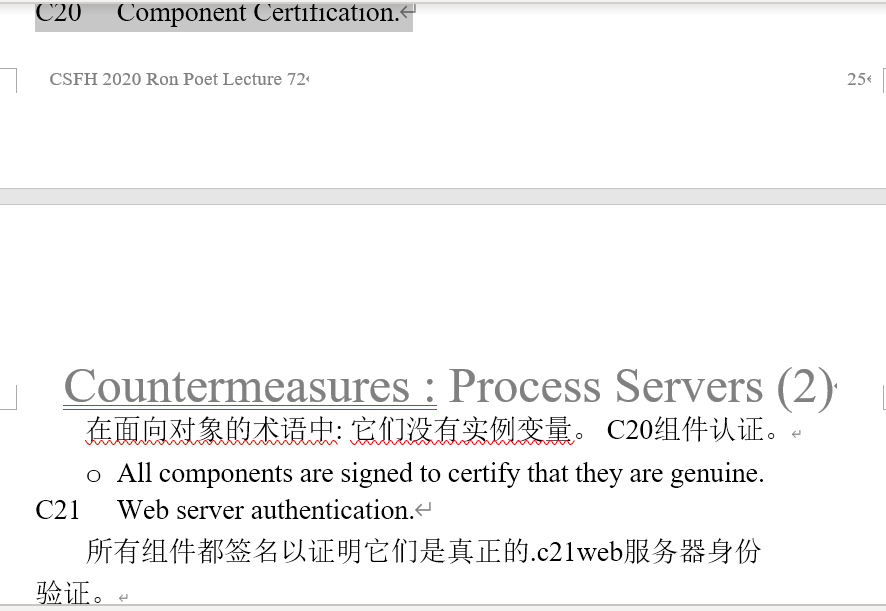 C20 Component Certification.
CSFH 2020 Ron Poet Lecture 72
25
Countermeasures : Process Servers (2)
在面向对象的术语中: 它们没有实例变量。 C20组件认证。
o All components are signed to certify that they are genuine.
C21 Web server authentication.
所有组件都签名以证明它们是真正的.c21web服务器身份
验证。